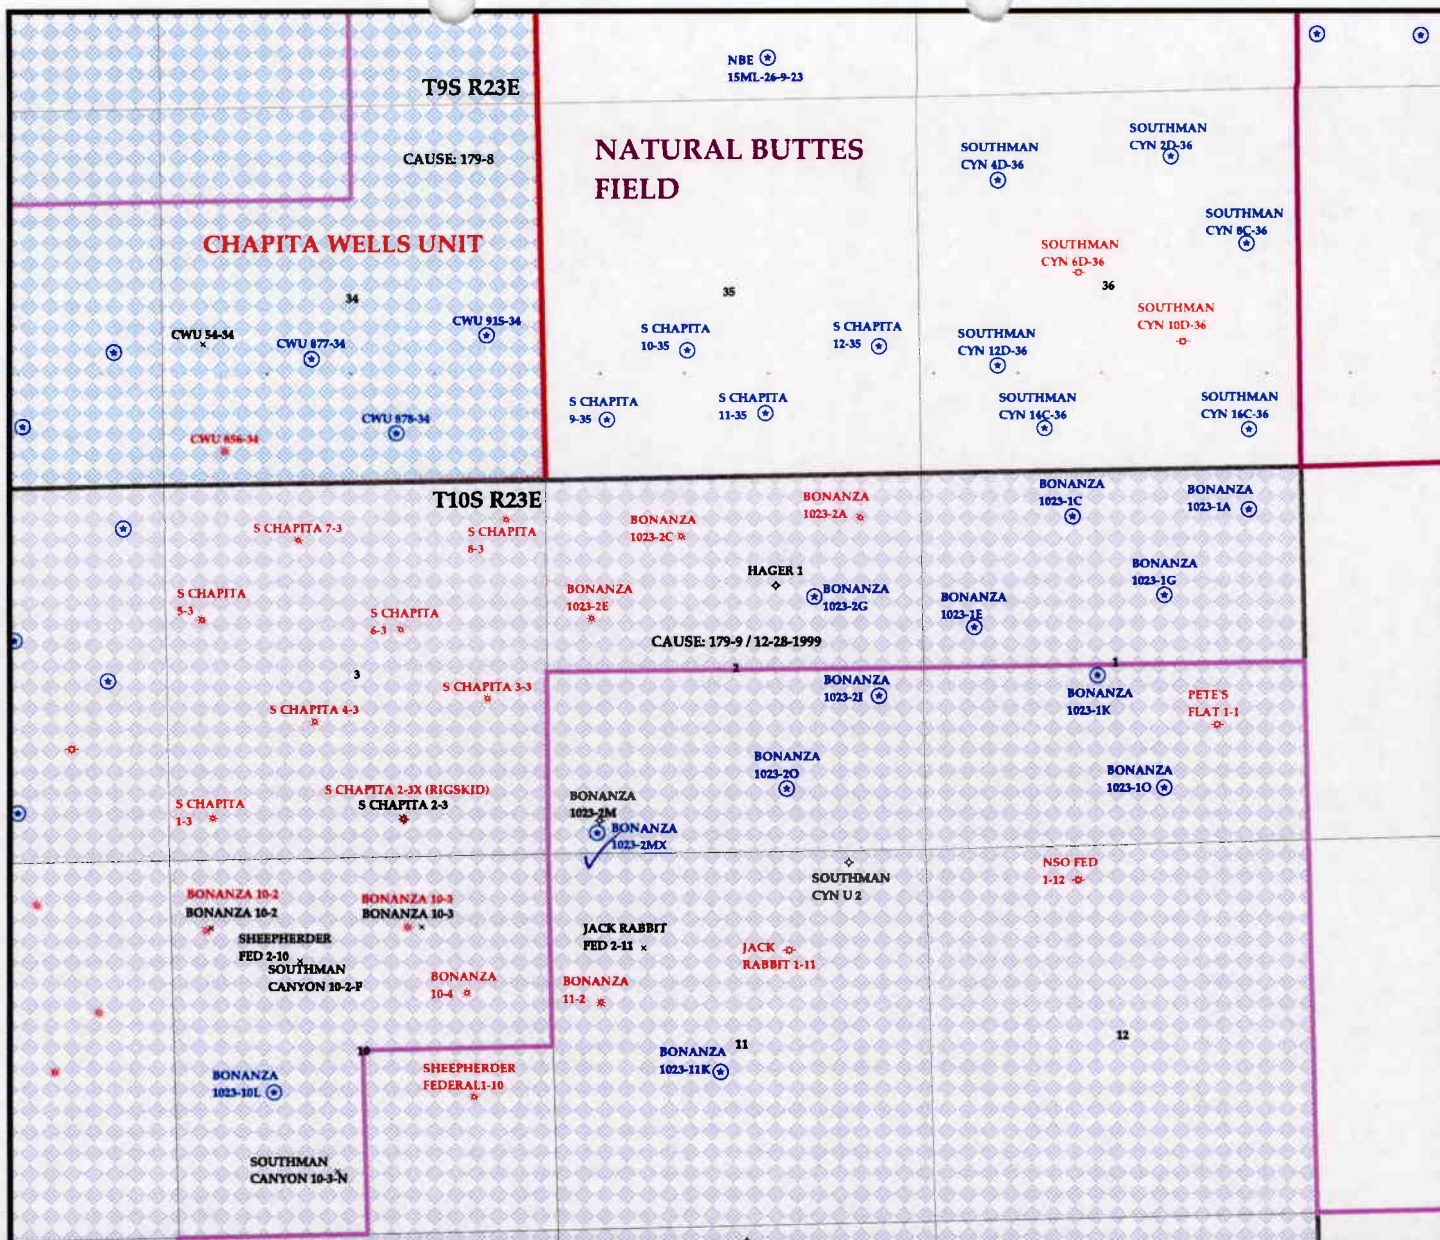 NBE
15ML-26-9-23
T9S R23E
CAUSE: 179-8
NATURAL BUTTES
FIELD
SOUTHMAN
CYN 4D-36
SOUTHMAN
CYN 2D-36
SOUTHMAN
CYN 8C-36
SOUTHMAN
CYN 6D-36
36
CHAPITA WELLS UNIT
34
35
SOUTHMAN
CYN 10D-36
CWU 54-34
CWU 877-34
CWU 915-34
S CHAPITA
10-35
S CHAPITA
12-35
SOUTHMAN
CYN 12D-36
CWU 878-34
CWU 856-34
S CHAPITA
9-35
S CHAPITA
11-35
SOUTHMAN
CYN 14C-36
SOUTHMAN
CYN 16C-36
T10S R23E
S CHAPITA 7-3
S CHAPITA
8-3
BONANZA
1023-2C
BONANZA
1023-2A
BONANZA
1023-1C
BONANZA
1023-1A
HAGER 1
S CHAPITA
5-3
S CHAPITA
6-3
BONANZA
1023-2E
BONANZA
1023-2G
BONANZA
1023-1E
BONANZA
1023-1G
CAUSE: 179-9 / 12-28-1999
3
2
1
S CHAPITA 3-3
S CHAPITA 4-3
BONANZA
1023-2I
BONANZA
1023-1K
PETE'S
FLAT 1-1
BONANZA
1023-2O
BONANZA
1023-1O
S CHAPITA 2-3X (RIGSKID)
S CHAPITA 2-3
S CHAPITA
1-3
BONANZA
1023-2M
BONANZA
1023-2MX
SOUTHMAN
CYN U 2
NSO FED
1-12
BONANZA 10-2
BONANZA 10-2
BONANZA 10-3
BONANZA 10-3
SHEEPHERDER
FED 2-10
SOUTHMAN
CANYON 10-2-F
BONANZA
10-4
JACK RABBIT
FED 2-11
JACK
RABBIT 1-11
BONANZA
11-2
10
11
12
BONANZA
1023-10L
SHEEPHERDER
FEDERAL1-10
BONANZA
1023-11K
SOUTHMAN
CANYON 10-3-N